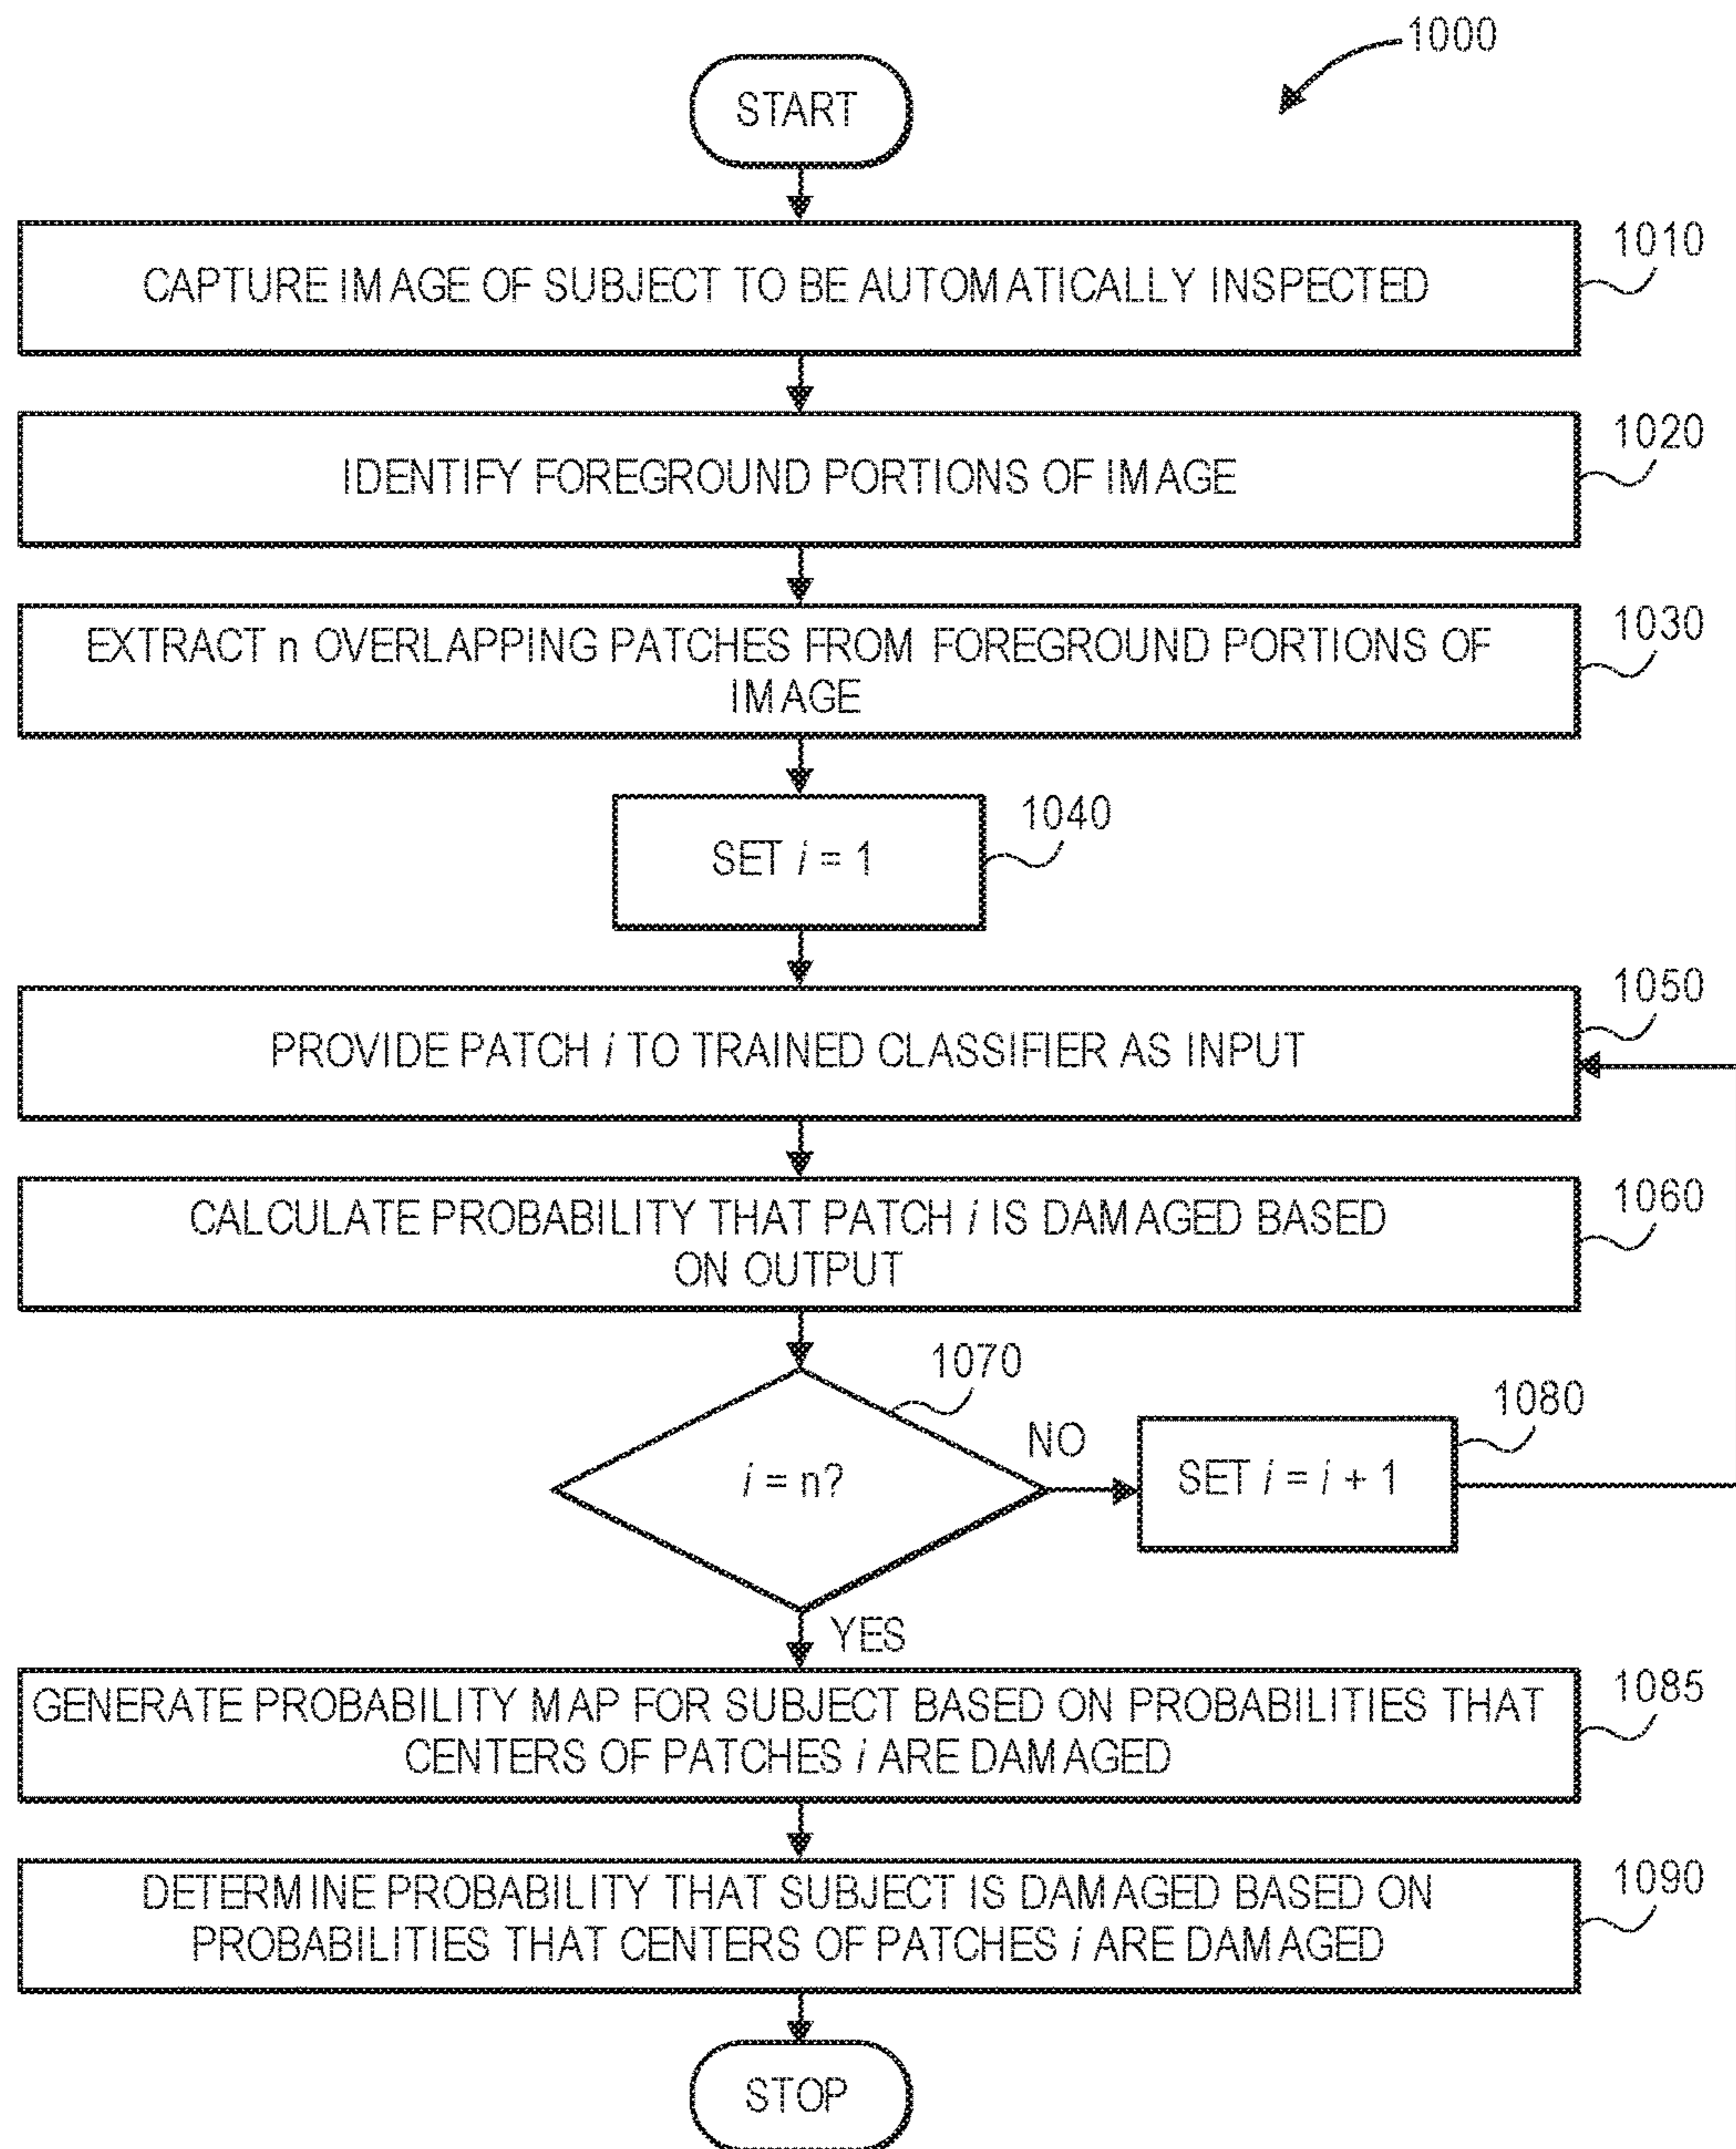 1000
START
CAPTURE IMAGE OF SUBJECT TO BE AUTOMATICALLY INSPECTED
1010
IDENTIFY FOREGROUND PORTIONS OF IMAGE
1020
EXTRACT n OVERLAPPING PATCHES FROM FOREGROUND PORTIONS OF
IMAGE
1030
SET i = 1
1040
PROVIDE PATCH i TO TRAINED CLASSIFIER AS INPUT
1050
CALCULATE PROBABILITY THAT PATCH i IS DAMAGED BASED
ON OUTPUT
1060
i = n?
1070
NO
SET i = i + 1
1080
YES
GENERATE PROBABILITY MAP FOR SUBJECT BASED ON PROBABILITIES THAT
CENTERS OF PATCHES i ARE DAMAGED
1085
DETERMINE PROBABILITY THAT SUBJECT IS DAMAGED BASED ON
PROBABILITIES THAT CENTERS OF PATCHES i ARE DAMAGED
1090
STOP